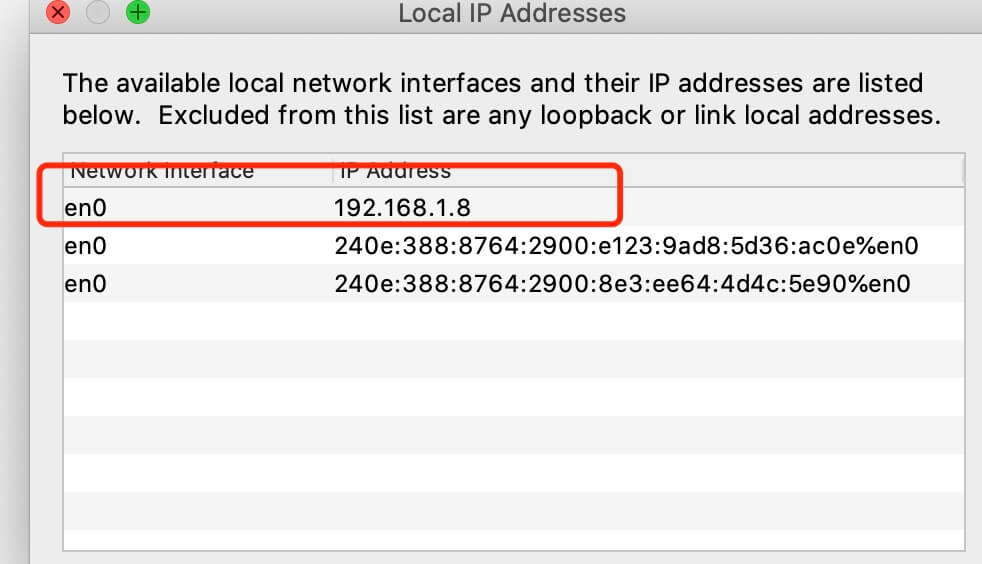 Local IP Addresses
The available local network interfaces and their IP addresses are listed
below.  Excluded from this list are any loopback or link local addresses.
Network Interface IP Address
en0 192.168.1.8
en0 240e:388:8764:2900:e123:9ad8:5d36:ac0e%en0
en0 240e:388:8764:2900:8e3:ee64:4d4c:5e90%en0